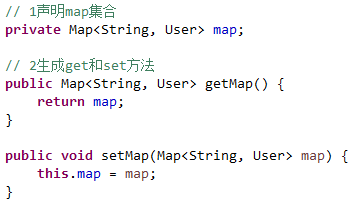 // 1声明map集合
private Map<String, User> map;
// 2生成get和set方法
public Map<String, User> getMap() {
return map;
}
public void setMap(Map<String, User> map) {
this.map = map;
}